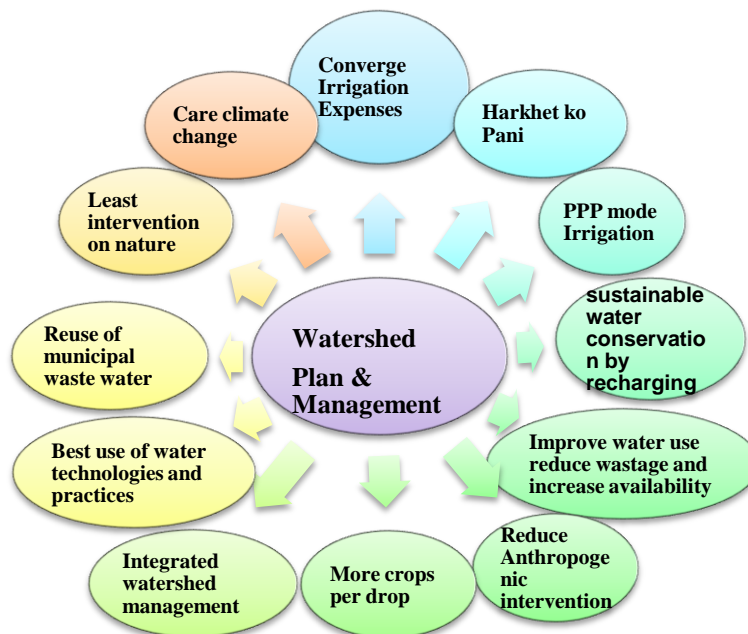 Converge
Irrigation
Expenses
Harkhet ko
Pani
PPP mode
Irrigation
sustainable
water
conservatio
n by
recharging
Improve water use
reduce wastage and
increase availability
Reduce
Anthropoge
nic
intervention
More crops
per drop
Integrated
watershed
management
Best use of water
technologies and
practices
Reuse of
municipal
waste water
Least
intervention
on nature
Care climate
change
Watershed
Plan &
Management